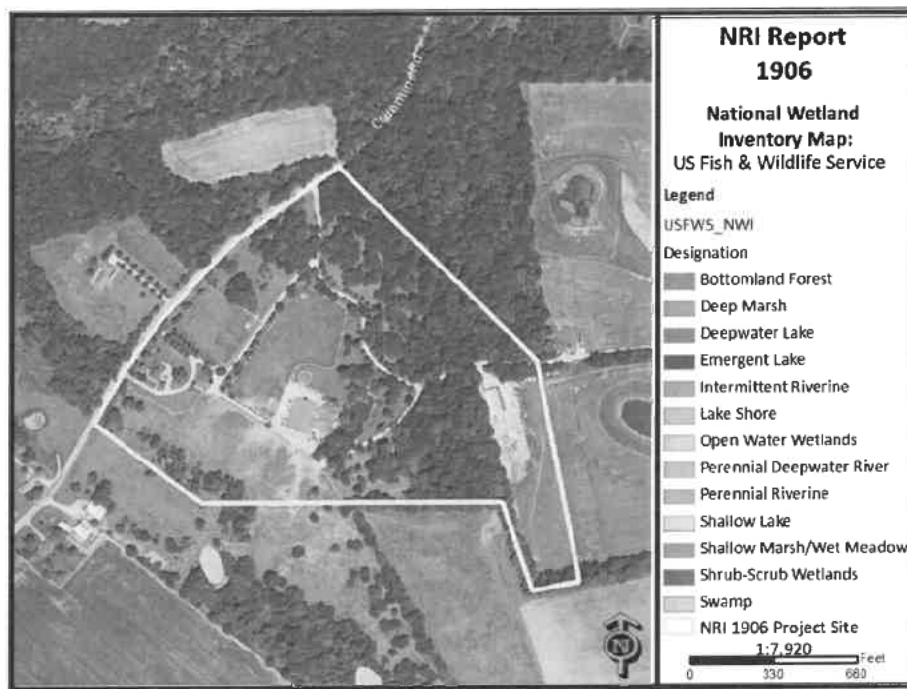 NRI Report
1906
National Wetland
Inventory Map:
US Fish & Wildlife Service
Legend
USFWS_NWI
Designation
Bottomland Forest
Deep Marsh
Deepwater Lake
Emergent Lake
Intermittent Riverine
Lake Shore
Open Water Wetlands
Perennial Deepwater River
Perennial Riverine
Shallow Lake
Shallow Marsh/Wet Meadow
Shrub-Scrub Wetlands
Swamp
NRI 1906 Project Site
1:7,920
Feet
0 330 660
N